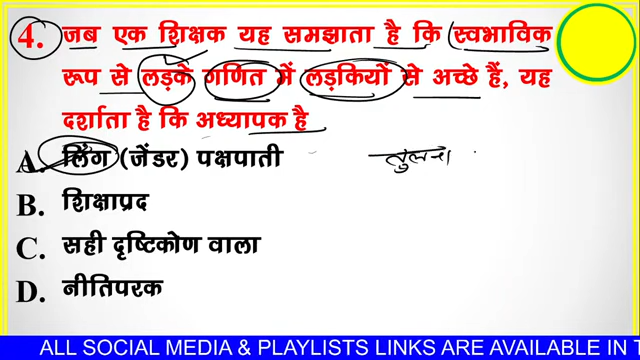 4. जब एक शिक्षक यह समझाता है कि स्वभाविक
रूप से लड़के गणित में लड़कियों से अच्छे हैं, यह
दर्शाता है कि अध्यापक है
A. लिंग (जेंडर) पक्षपाती
तुलना
B. शिक्षाप्रद
C. सही दृष्टिकोण वाला
D. नीतिपरक
ALL SOCIAL MEDIA & PLAYLISTS LINKS ARE AVAILABLE IN T